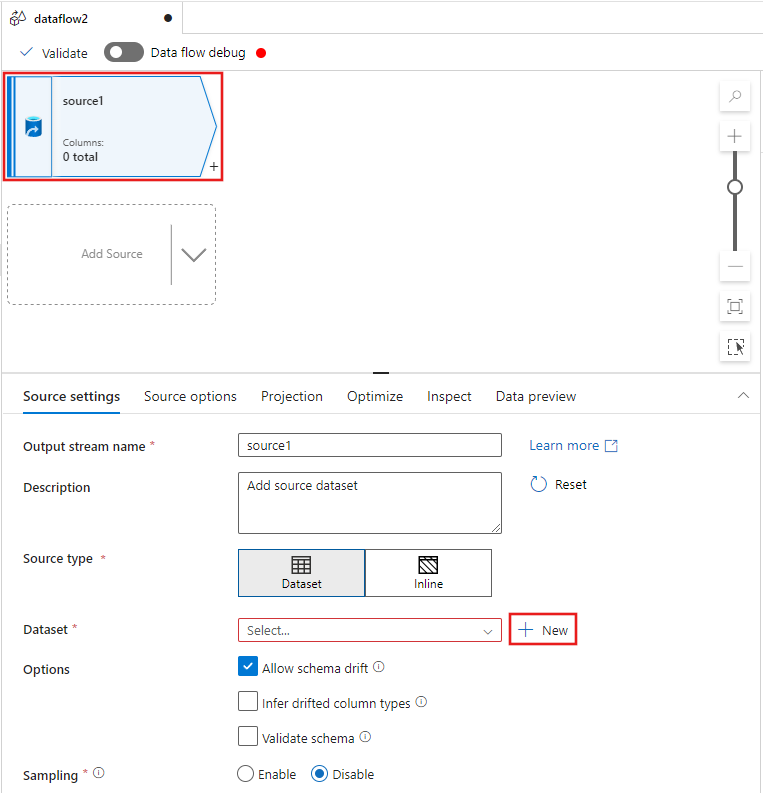 dataflow2
Validate
Data flow debug
source1
Columns:
0 total
Add Source
Source settings
Source options
Projection
Optimize
Inspect
Data preview
Output stream name *
source1
Learn more
Description
Add source dataset
Reset
Source type *
Dataset
Inline
Dataset *
Select...
New
Options
Allow schema drift
Infer drifted column types
Validate schema
Sampling *
Enable
Disable